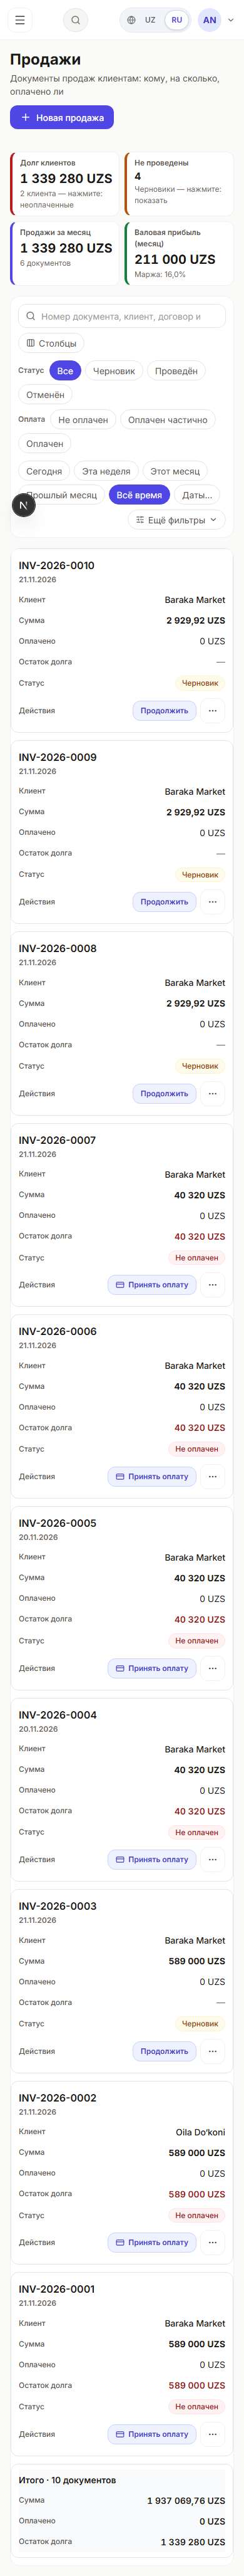 UZ RU AN
Продажи
Документы продаж клиентам: кому, на сколько,
оплачено ли
Новая продажа
Долг клиентов
1 339 280 UZS
2 клиента — нажмите:
неоплаченные
Не проведены
4
Черновики — нажмите:
показать
Продажи за месяц
1 339 280 UZS
6 документов
Валовая прибыль
(месяц)
211 000 UZS
Маржа: 16,0%
Номер документа, клиент, договор и
Столбцы
Статус Все Черновик Проведён
Отменён
Оплата Не оплачен Оплачен частично
Оплачен
Сегодня Эта неделя Этот месяц
N Прошлый месяц Всё время Даты...
Ещё фильтры
INV-2026-0010
21.11.2026
Клиент Baraka Market
Сумма 2 929,92 UZS
Оплачено 0 UZS
Остаток долга —
Статус Черновик
Действия Продолжить ...
INV-2026-0009
21.11.2026
Клиент Baraka Market
Сумма 2 929,92 UZS
Оплачено 0 UZS
Остаток долга —
Статус Черновик
Действия Продолжить ...
INV-2026-0008
21.11.2026
Клиент Baraka Market
Сумма 2 929,92 UZS
Оплачено 0 UZS
Остаток долга —
Статус Черновик
Действия Продолжить ...
INV-2026-0007
21.11.2026
Клиент Baraka Market
Сумма 40 320 UZS
Оплачено 0 UZS
Остаток долга 40 320 UZS
Статус Не оплачен
Действия Принять оплату ...
INV-2026-0006
21.11.2026
Клиент Baraka Market
Сумма 40 320 UZS
Оплачено 0 UZS
Остаток долга 40 320 UZS
Статус Не оплачен
Действия Принять оплату ...
INV-2026-0005
20.11.2026
Клиент Baraka Market
Сумма 40 320 UZS
Оплачено 0 UZS
Остаток долга 40 320 UZS
Статус Не оплачен
Действия Принять оплату ...
INV-2026-0004
20.11.2026
Клиент Baraka Market
Сумма 40 320 UZS
Оплачено 0 UZS
Остаток долга 40 320 UZS
Статус Не оплачен
Действия Принять оплату ...
INV-2026-0003
21.11.2026
Клиент Baraka Market
Сумма 589 000 UZS
Оплачено 0 UZS
Остаток долга —
Статус Черновик
Действия Продолжить ...
INV-2026-0002
21.11.2026
Клиент Oila Do‘koni
Сумма 589 000 UZS
Оплачено 0 UZS
Остаток долга 589 000 UZS
Статус Не оплачен
Действия Принять оплату ...
INV-2026-0001
21.11.2026
Клиент Baraka Market
Сумма 589 000 UZS
Оплачено 0 UZS
Остаток долга 589 000 UZS
Статус Не оплачен
Действия Принять оплату ...
Итого · 10 документов
Сумма 1 937 069,76 UZS
Оплачено 0 UZS
Остаток долга 1 339 280 UZS